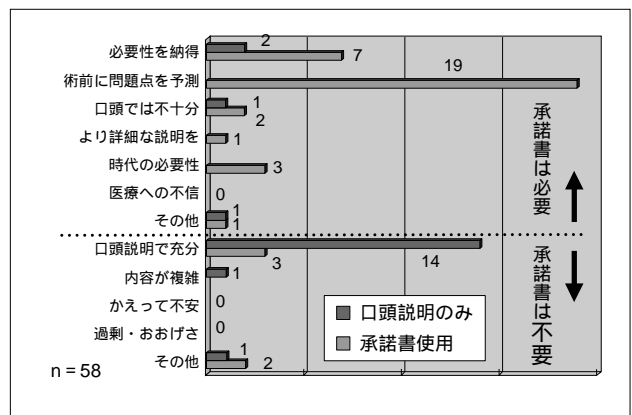 必要性を納得 2
7
術前に問題点を予測 19
口頭では不十分 1
2
より詳細な説明を 1
時代の必要性 3
医療への不信 0
その他 1
1
承諾書は必要
口頭説明で充分 14
3
内容が複雑 1
かえって不安 0
過剰・おおげさ 0
その他 1
2
承諾書は不要
■ 口頭説明のみ
■ 承諾書使用
n = 58